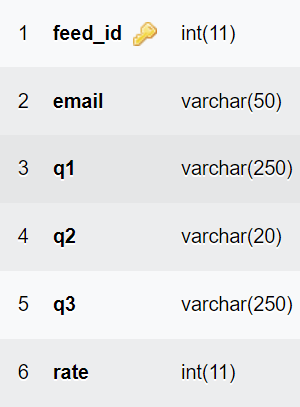 1 feed_id int(11)
2 email varchar(50)
3 q1 varchar(250)
4 q2 varchar(20)
5 q3 varchar(250)
6 rate int(11)